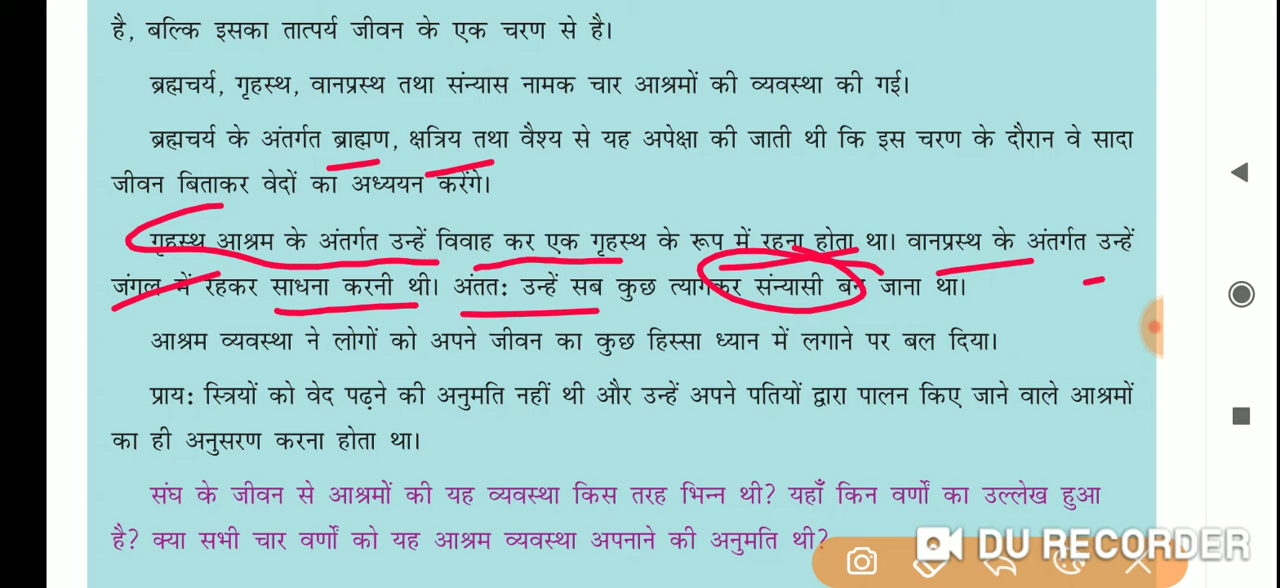 है, बल्कि इसका तात्पर्य जीवन के एक चरण से है।
ब्रह्मचर्य, गृहस्थ, वानप्रस्थ तथा संन्यास नामक चार आश्रमों की व्यवस्था की गई।
ब्रह्मचर्य के अंतर्गत ब्राह्मण, क्षत्रिय तथा वैश्य से यह अपेक्षा की जाती थी कि इस चरण के दौरान वे सादा
जीवन बिताकर वेदों का अध्ययन करेंगे।
गृहस्थ आश्रम के अंतर्गत उन्हें विवाह कर एक गृहस्थ के रूप में रहना होता था। वानप्रस्थ के अंतर्गत उन्हें
जंगल में रहकर साधना करनी थी। अंततः उन्हें सब कुछ त्यागकर संन्यासी बन जाना था।
आश्रम व्यवस्था ने लोगों को अपने जीवन का कुछ हिस्सा ध्यान में लगाने पर बल दिया।
प्रायः स्त्रियों को वेद पढ़ने की अनुमति नहीं थी और उन्हें अपने पतियों द्वारा पालन किए जाने वाले आश्रमों
का ही अनुसरण करना होता था।
संघ के जीवन से आश्रमों की यह व्यवस्था किस तरह भिन्न थी? यहाँ किन वर्णों का उल्लेख हुआ
है? क्या सभी चार वर्णों को यह आश्रम व्यवस्था अपनाने की अनुमति थी?
DU RECORDER